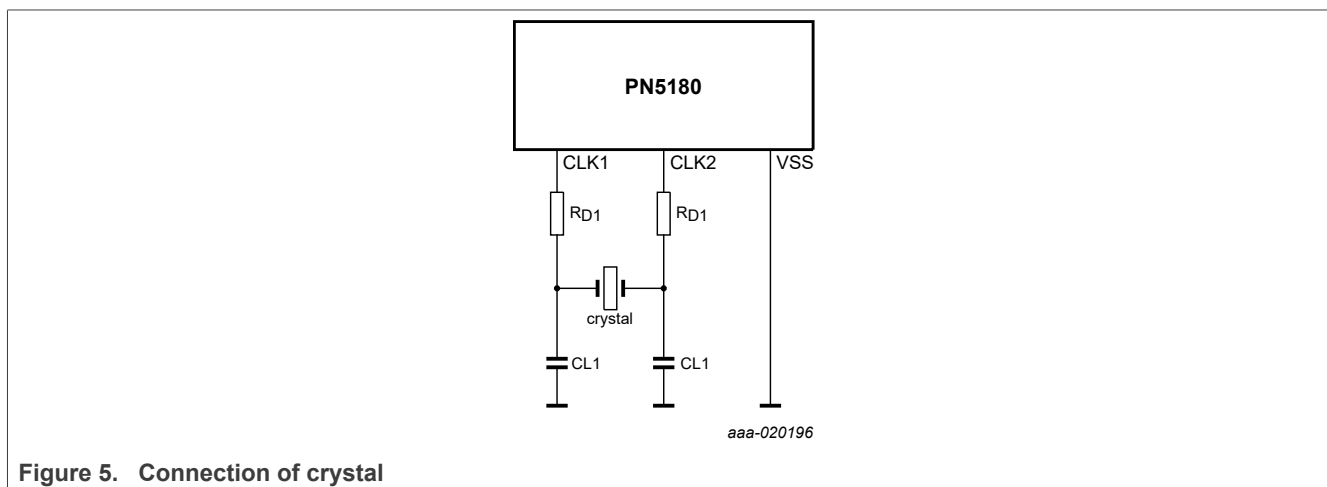 PN5180
CLK1 CLK2 VSS
RD1 RD1
crystal
CL1 CL1
aaa-020196
Figure 5. Connection of crystal